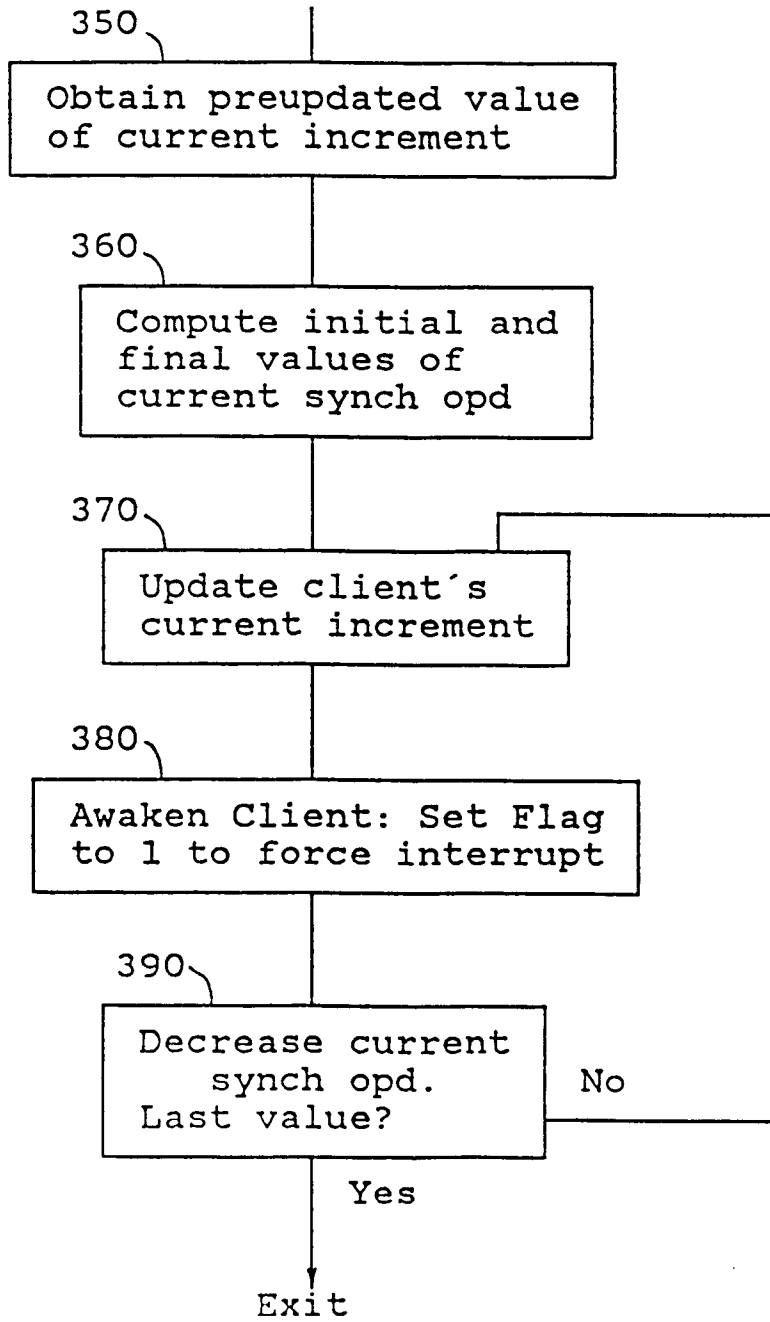 350
Obtain preupdated value
of current increment
360
Compute initial and
final values of
current synch opd
370
Update client´s
current increment
380
Awaken Client: Set Flag
to 1 to force interrupt
390
Decrease current
synch opd.
Last value?
No
Yes
Exit